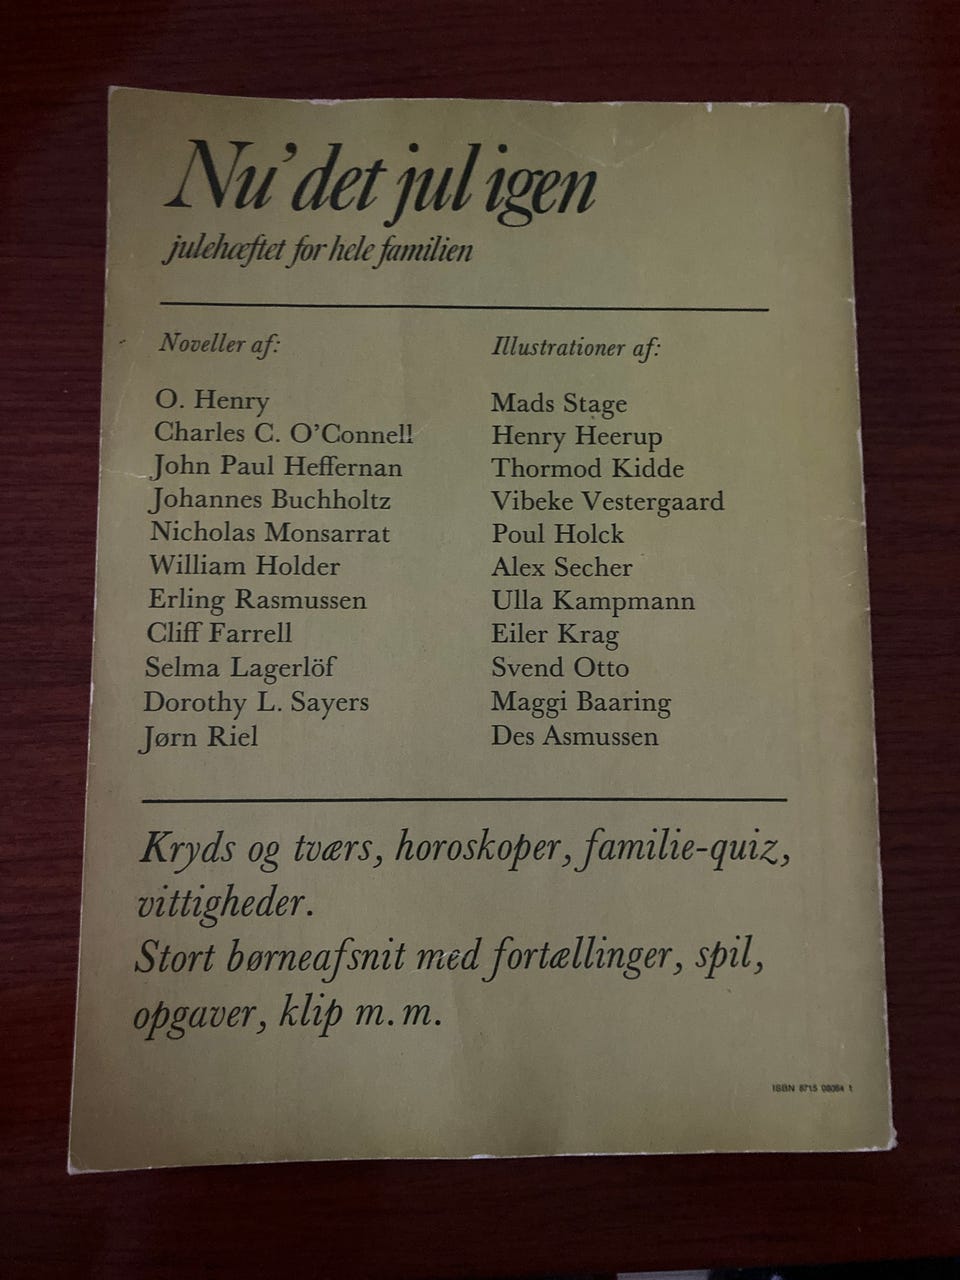 Nu' det jul igen
julehæftet for hele familien
Noveller af:
O. Henry
Charles C. O'Connell
John Paul Heffernan
Johannes Buchholtz
Nicholas Monsarrat
William Holder
Erling Rasmussen
Cliff Farrell
Selma Lagerlöf
Dorothy L. Sayers
Jørn Riel
Illustrationer af:
Mads Stage
Henry Heerup
Thormod Kidde
Vibeke Vestergaard
Poul Holck
Alex Secher
Ulla Kampmann
Eiler Krag
Svend Otto
Maggi Baaring
Des Asmussen
Kryds og tværs, horoskoper, familie-quiz,
vittigheder.
Stort børneafsnit med fortællinger, spil,
opgaver, klip m. m.
ISBN 8715